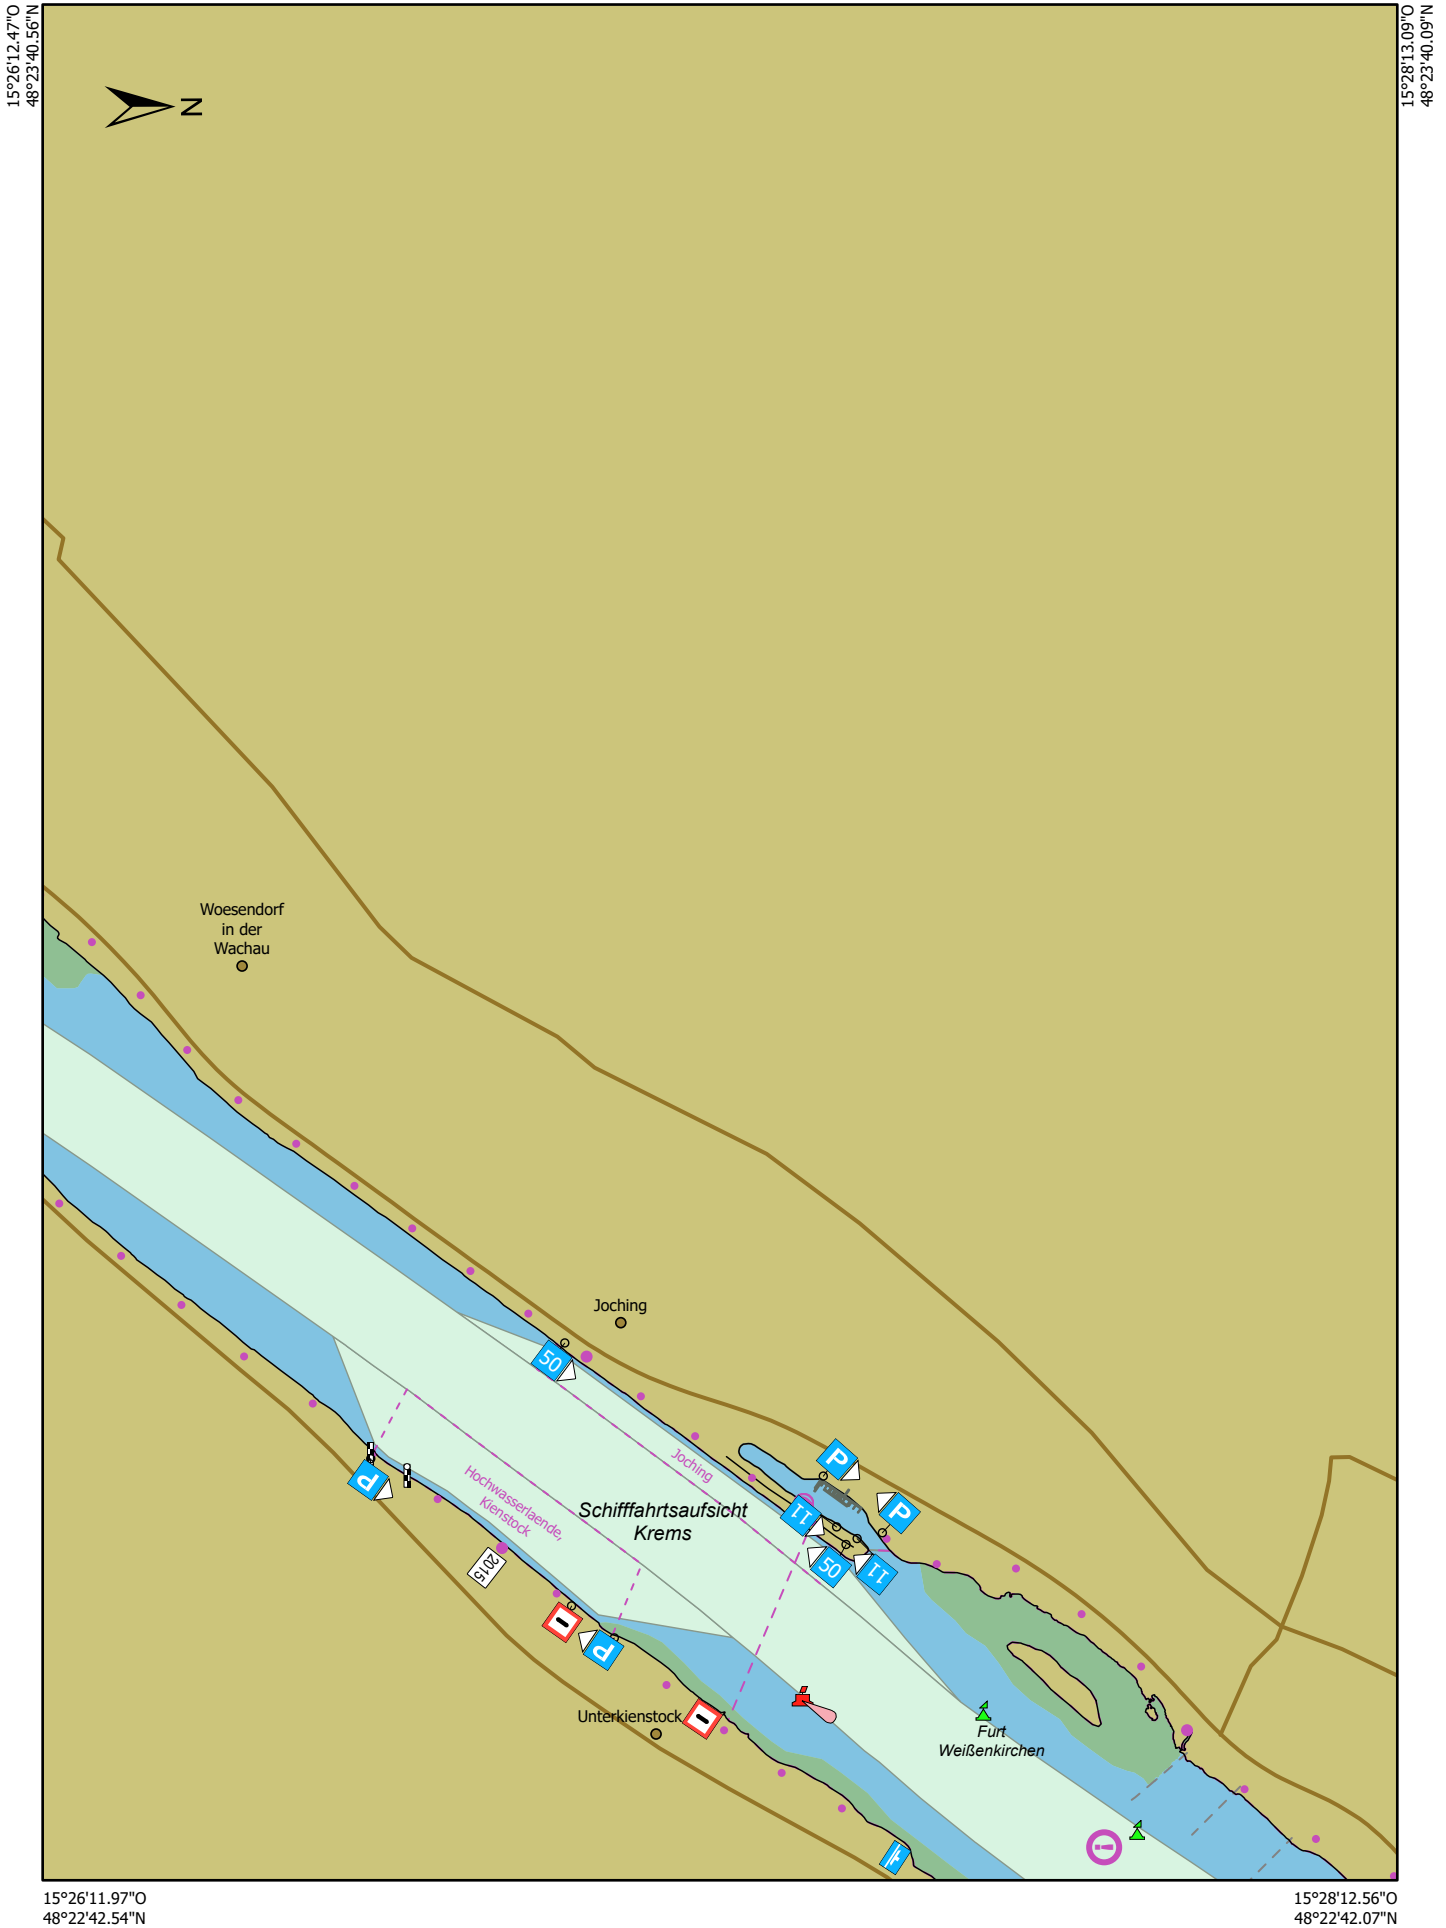 15°26'12.47"O
48°23'40.56"N
15°28'13.09"O
48°23'40.09"N
N
Woesendorf
in der
Wachau
Joching
50
Joching
P
P
11
50
11
P
Hochwasserlaende,
Kienstock
Schifffahrtsaufsicht
Krems
2015
P
Unterkienstock
Furt
Weißenkirchen
15°26'11.97"O
48°22'42.54"N
15°28'12.56"O
48°22'42.07"N